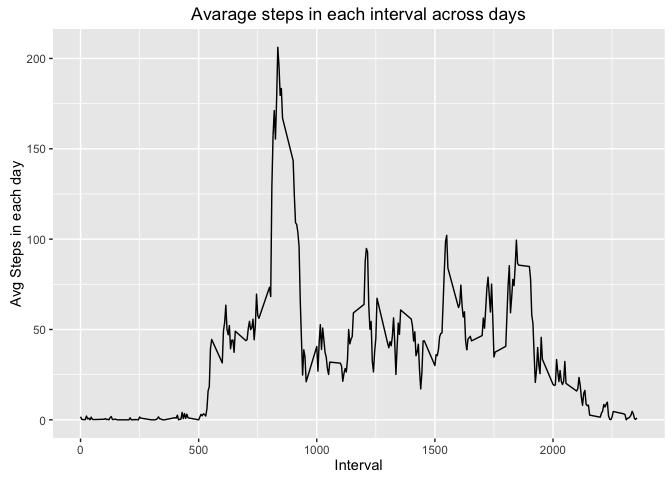 Avarage steps in each interval across days
Avg Steps in each day
200
150
100
50
0
0 500 1000 1500 2000
Interval